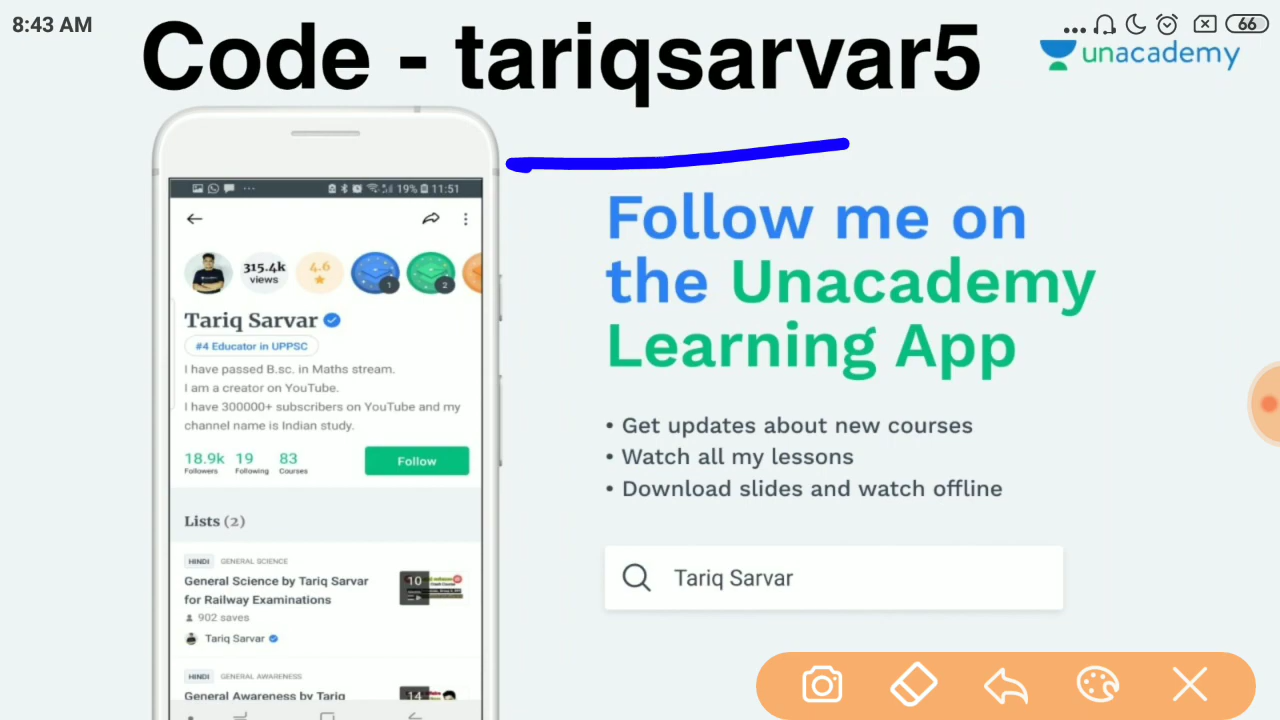 8:43 AM
66
Code - tariqsarvar5
unacademy
19% 11:51
315.4k
views
4.6
1
2
Tariq Sarvar
#4 Educator in UPPSC
I have passed B.sc. in Maths stream.
I am a creator on YouTube.
I have 300000+ subscribers on YouTube and my
channel name is Indian study.
18.9k 19 83
Followers Following Courses
Follow
Lists (2)
HINDI GENERAL SCIENCE
General Science by Tariq Sarvar
for Railway Examinations
10
902 saves
Tariq Sarvar
HINDI GENERAL AWARENESS
General Awareness by Tariq
14
Follow me on
the Unacademy
Learning App
• Get updates about new courses
• Watch all my lessons
• Download slides and watch offline
Tariq Sarvar